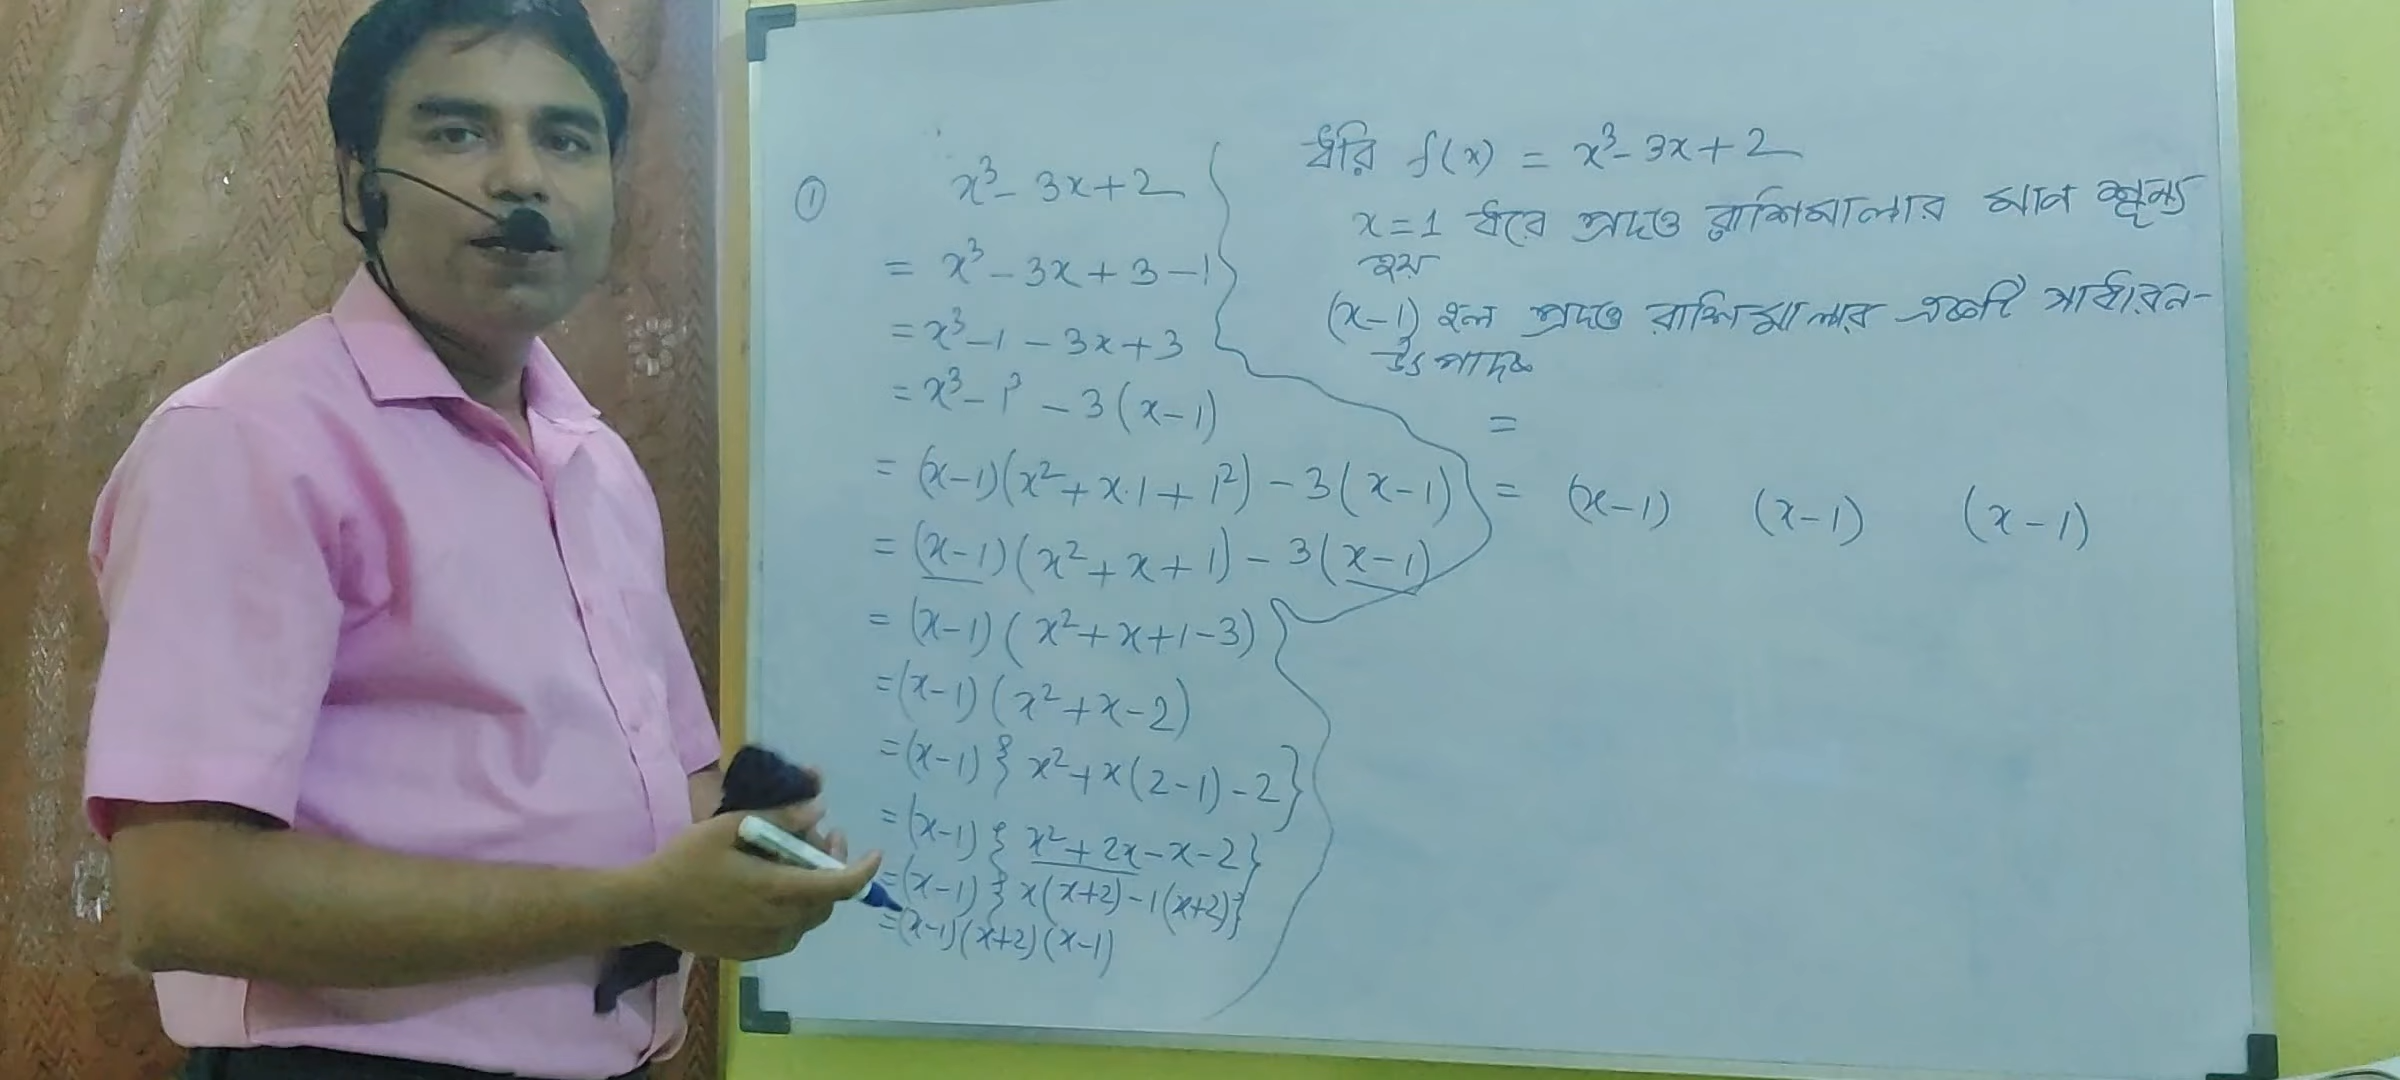 ①
x³ - 3x + 2
= x³ - 3x + 3 - 1
= x³ - 1 - 3x + 3
= x³ - 1³ - 3(x-1)
= (x-1)(x² + x.1 + 1²) - 3(x-1)
= (x-1)(x² + x + 1) - 3(x-1)
= (x-1)(x² + x + 1 - 3)
= (x-1)(x² + x - 2)
= (x-1){x² + x(2-1) - 2}
= (x-1){x² + 2x - x - 2}
= (x-1){x(x+2) - 1(x+2)}
= (x-1)(x+2)(x-1)
ধরি f(x) = x³ - 3x + 2
x = 1 ধরে প্রদত্ত রাশিমালার মান শূন্য
হয়
(x-1) হল প্রদত্ত রাশিমালার একটি সাধারন
উৎপাদক
=
= (x-1) (x-1) (x-1)